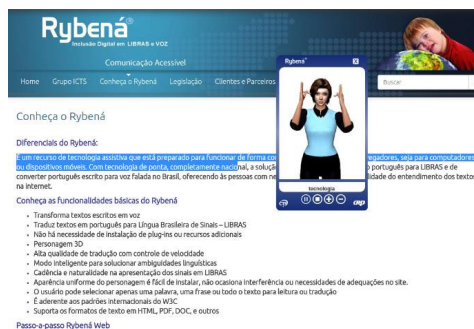 Rybená®
Inclusão Digital em LIBRAS e VOZ
Comunicação Acessível
Home Grupo ICTS Conheça o Rybená Legislação Clientes e Parceiros
Buscar
Rybená
X
Conheça o Rybená
Diferenciais do Rybená:
É um recurso de tecnologia assistiva que está preparado para funcionar de forma vegadores, seja para computadores
ou dispositivos móveis. Com tecnologia de ponta, completamente nacional, a soluçã português para LIBRAS e de
converter português escrito para voz falada no Brasil, oferecendo às pessoas com ne lidade do entendimento dos textos
na internet.
tecnologia
Conheça as funcionalidades básicas do Rybená
Transforma textos escritos em voz
Traduz textos em português para Língua Brasileira de Sinais – LIBRAS
Não há necessidade de instalação de plug-ins ou recursos adicionais
Personagem 3D
Alta qualidade de tradução com controle de velocidade
Modo inteligente para solucionar ambiguidades linguísticas
Cadência e naturalidade na apresentação dos sinais em LIBRAS
Aparência uniforme do personagem é fácil de instalar, não ocasiona interferência ou necessidades de adequações no site.
O usuário pode selecionar apenas uma palavra, uma frase ou todo o texto para leitura ou tradução
É aderente aos padrões internacionais do W3C
Suporta os formatos de texto em HTML, PDF, DOC, e outros
Passo-a-passo Rybená Web